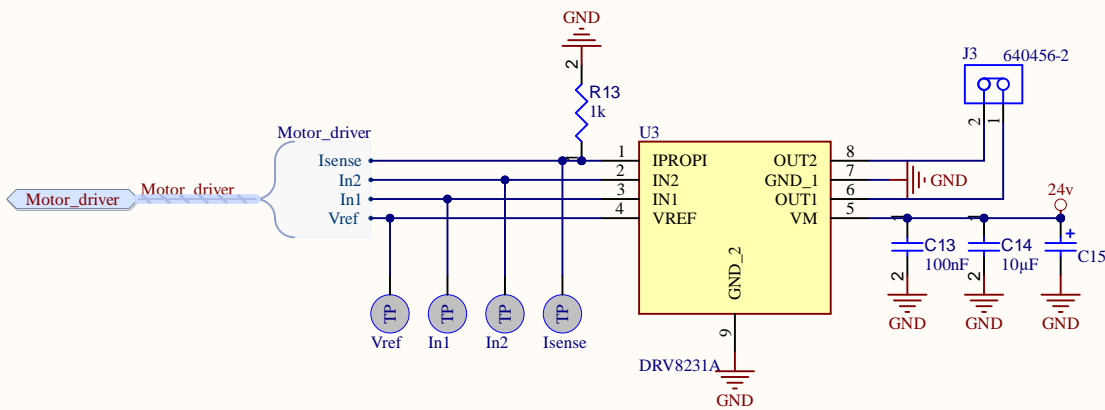 GND
J3 640456-2
2
R13
1k
2 1
U3
Motor_driver
Isense 1 IPROPI OUT2 8
In2 2 IN2 GND_1 7 GND
In1 3 IN1 OUT1 6
Vref 4 VREF VM 5
Motor_driver Motor_driver
24v
C13
100nF
2
C14
10µF
2
C15
GND_2
9
TP TP TP TP
Vref In1 In2 Isense
GND GND GND
DRV8231A
GND